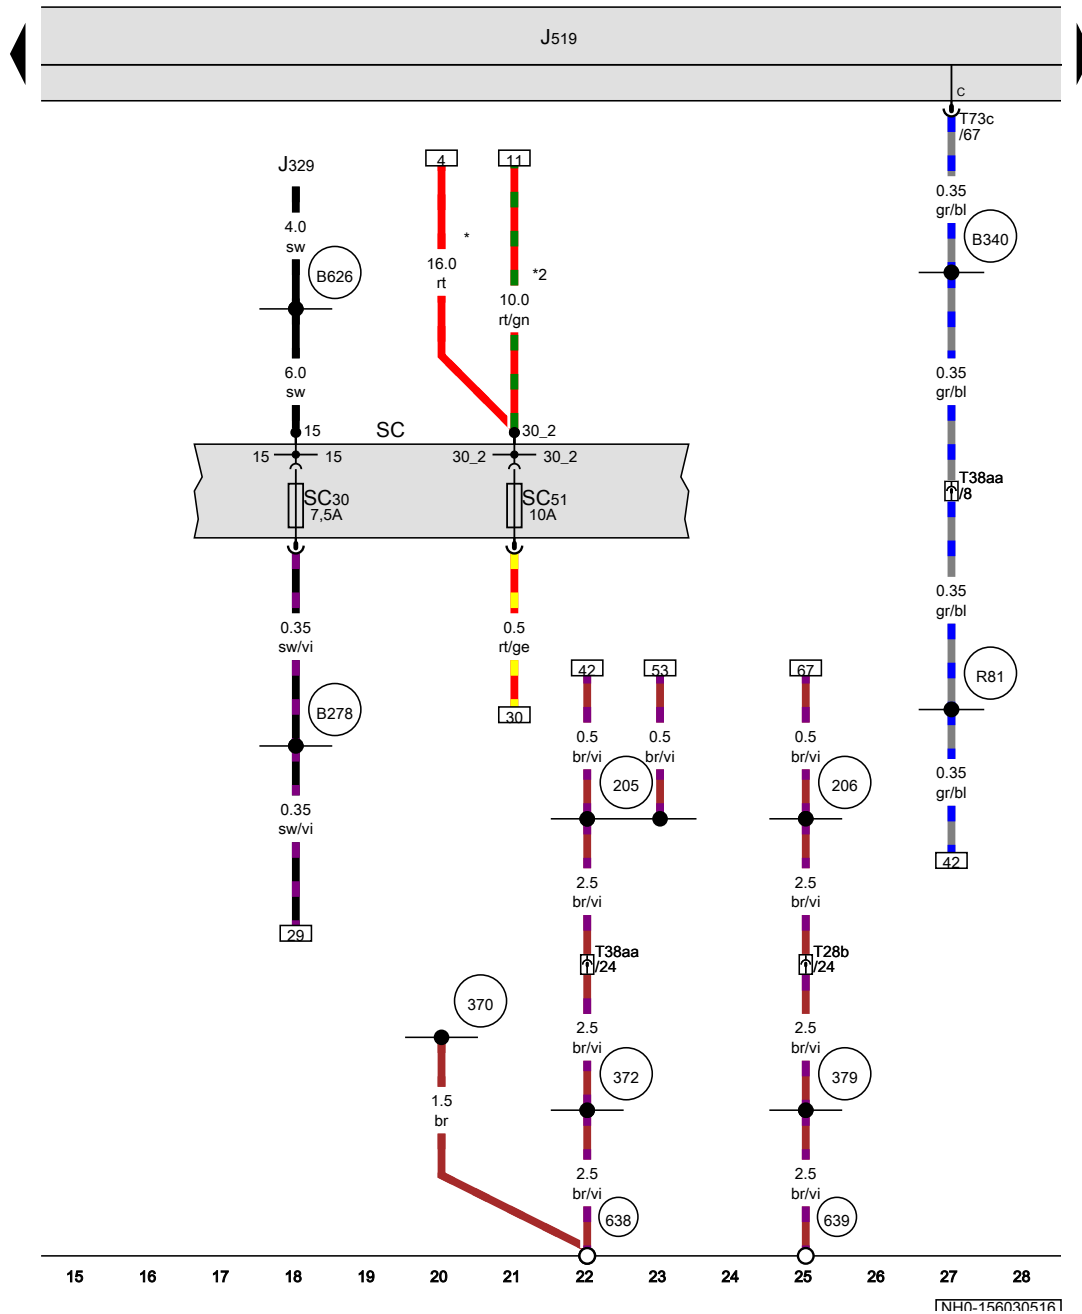 J519
C
T73c
/67
J329
4
11
0.35
gr/bl
4.0
sw
B626
*
16.0
rt
*2
10.0
rt/gn
B340
6.0
sw
0.35
gr/bl
15
SC
30_2
15
15
30_2
30_2
SC30
7,5A
SC51
10A
T38aa
/8
0.35
sw/vi
0.5
rt/ge
0.35
gr/bl
42
53
67
R81
B278
30
0.5
br/vi
0.5
br/vi
0.5
br/vi
205
206
0.35
gr/bl
0.35
sw/vi
42
2.5
br/vi
2.5
br/vi
29
T38aa
/24
T28b
/24
370
2.5
br/vi
2.5
br/vi
372
379
1.5
br
2.5
br/vi
2.5
br/vi
638
639
15 16 17 18 19 20 21 22 23 24 25 26 27 28
NH0-156030516